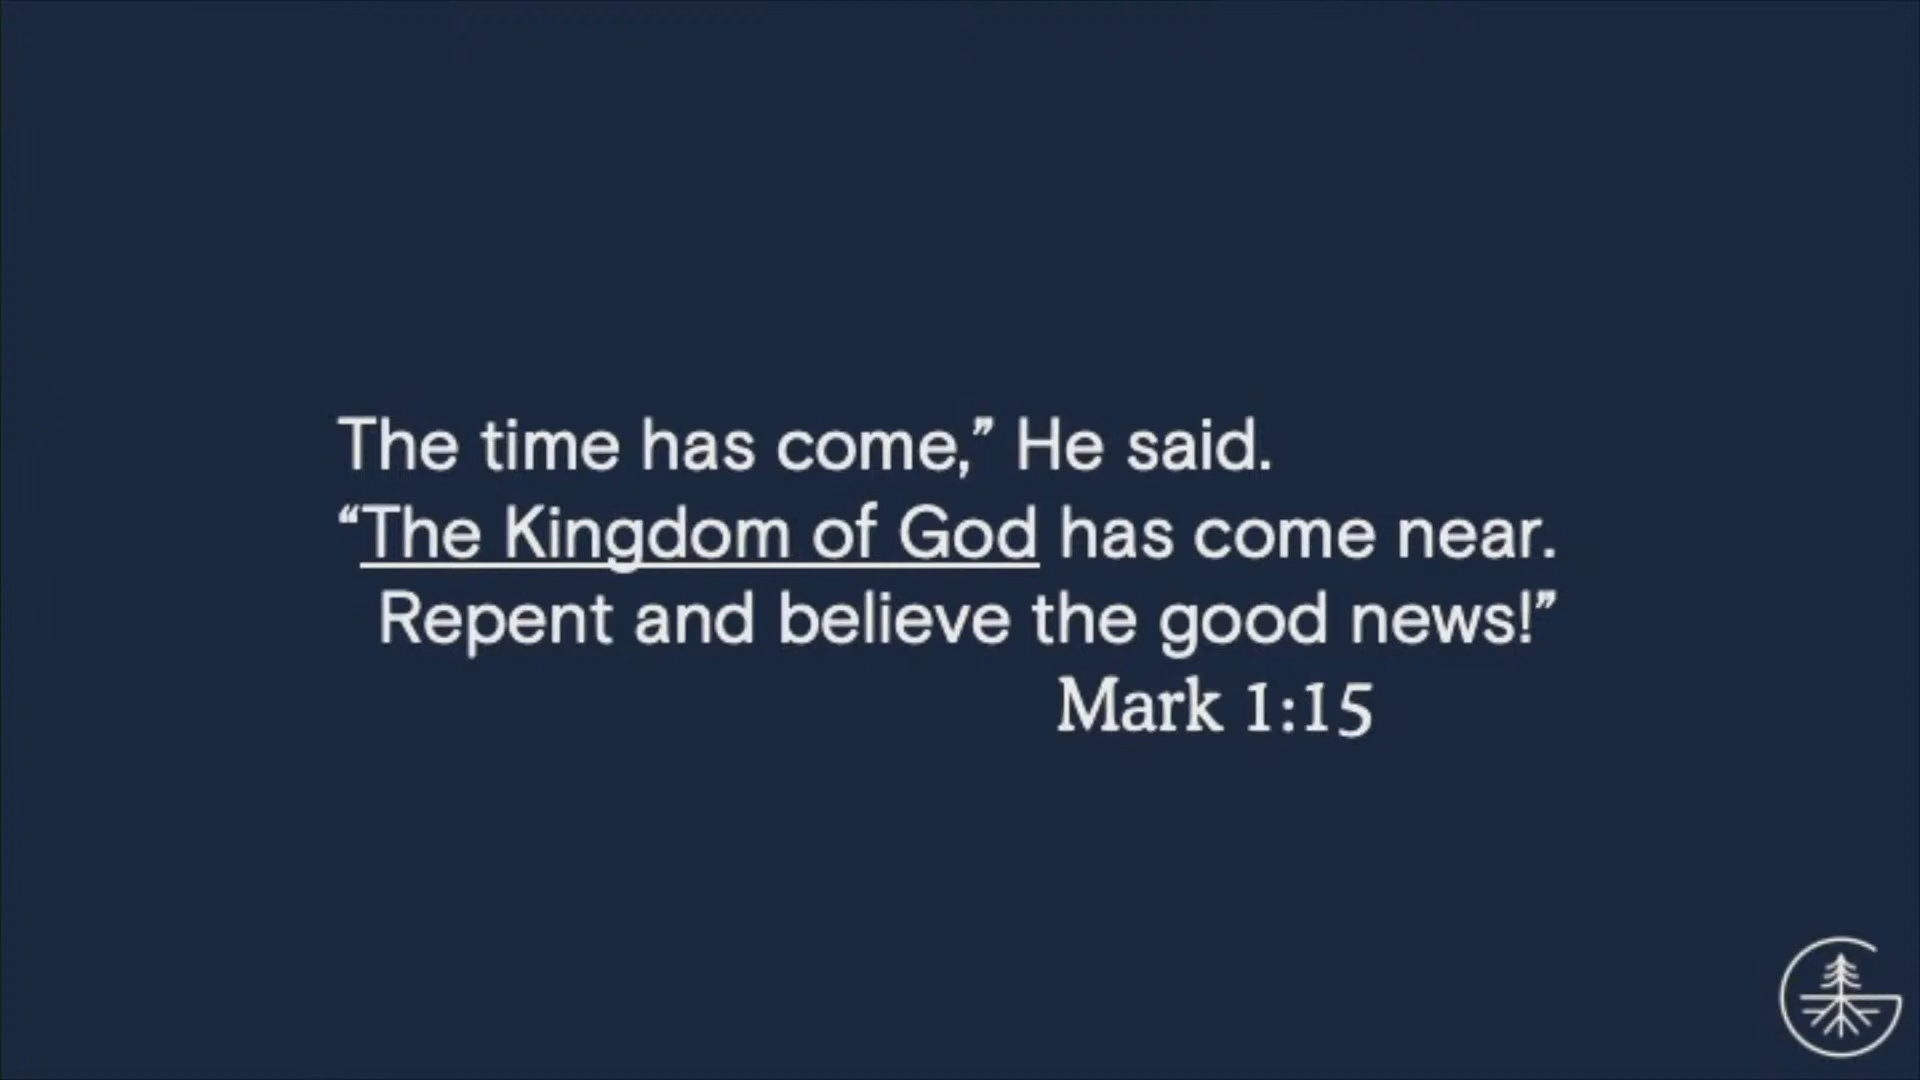 The time has come,” He said.
“The Kingdom of God has come near.
Repent and believe the good news!”
Mark 1:15